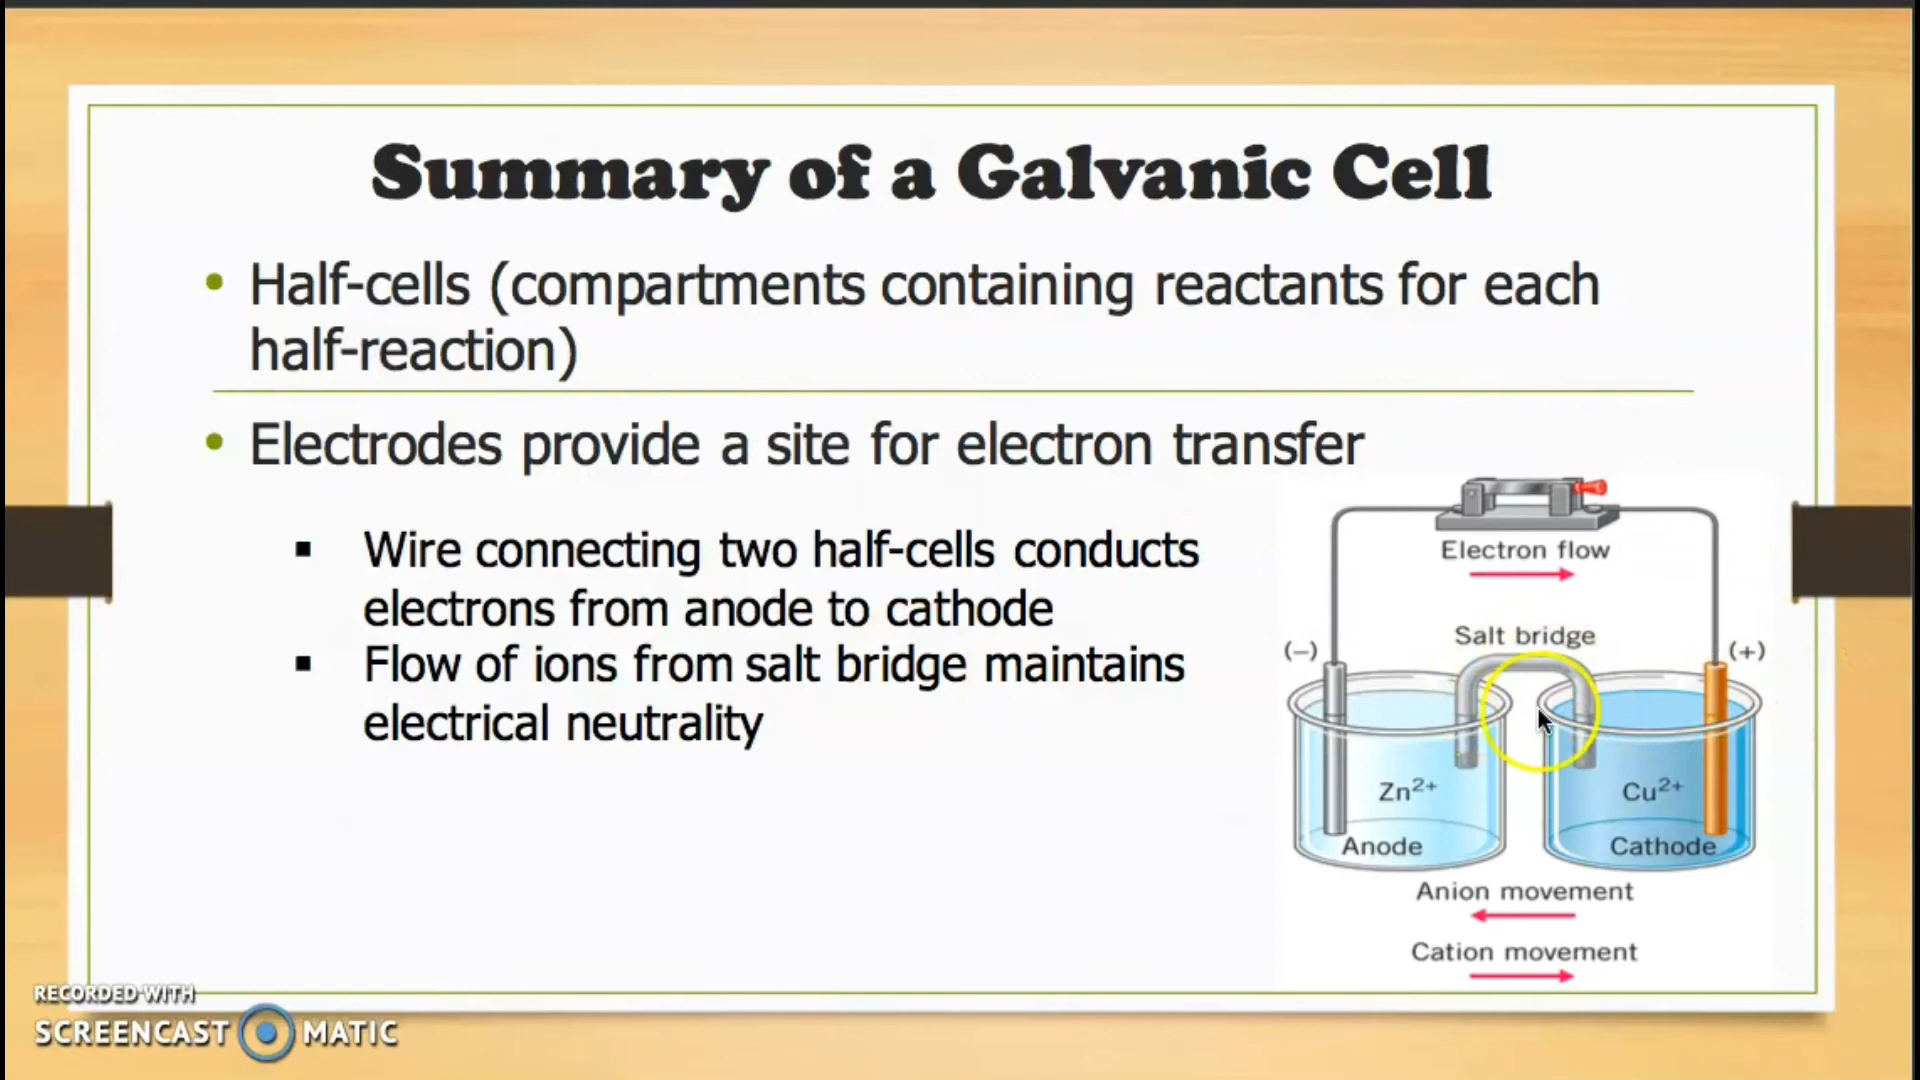 Summary of a Galvanic Cell
• Half-cells (compartments containing reactants for each
half-reaction)
• Electrodes provide a site for electron transfer
▪ Wire connecting two half-cells conducts
electrons from anode to cathode
▪ Flow of ions from salt bridge maintains
electrical neutrality
Electron flow
Salt bridge
(–)
(+)
Zn²⁺
Cu²⁺
Anode
Cathode
Anion movement
Cation movement
RECORDED WITH
SCREENCAST MATIC